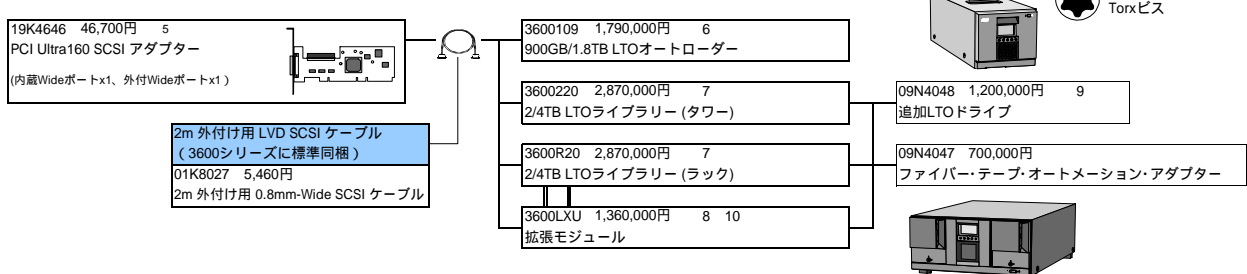 Torxビス
19K4646 46,700円 5
PCI Ultra160 SCSI アダプター
(内蔵Wideポートx1、外付Wideポートx1 )
2m 外付け用 LVD SCSI ケーブル
( 3600シリーズに標準同梱 )
01K8027 5,460円
2m 外付け用 0.8mm-Wide SCSI ケーブル
3600109 1,790,000円 6
900GB/1.8TB LTOオートローダー
3600220 2,870,000円 7
2/4TB LTOライブラリー (タワー)
3600R20 2,870,000円 7
2/4TB LTOライブラリー (ラック)
3600LXU 1,360,000円 8 10
拡張モジュール
09N4048 1,200,000円 9
追加LTOドライブ
09N4047 700,000円
ファイバー・テープ・オートメーション・アダプター